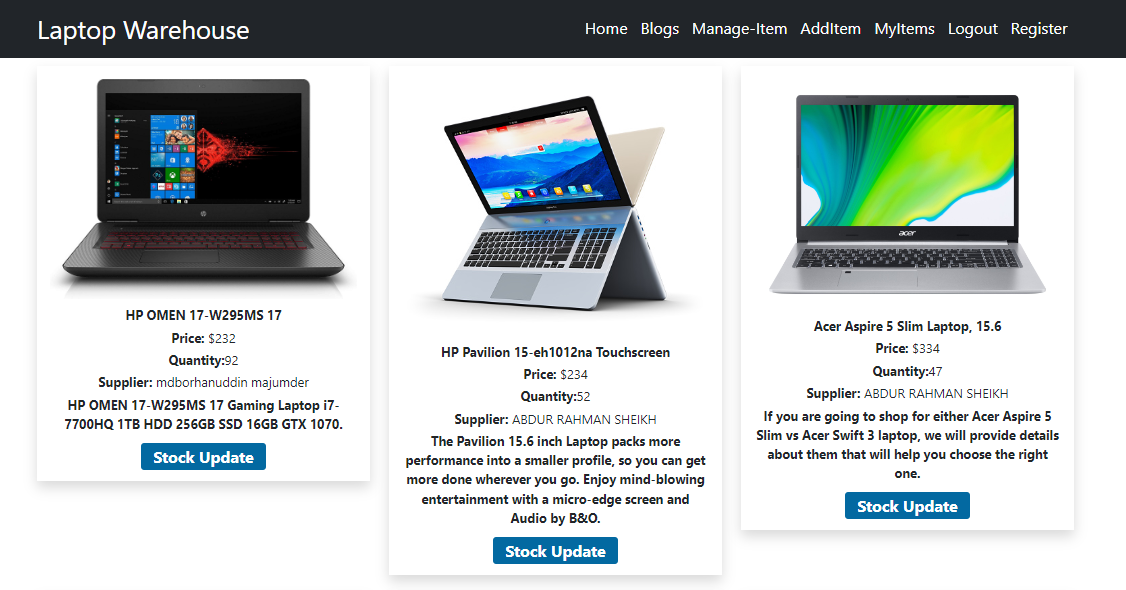 Laptop Warehouse
Home Blogs Manage-Item AddItem MyItems Logout Register
HP OMEN 17-W295MS 17
Price: $232
Quantity:92
Supplier: mdborhanuddin majumder
HP OMEN 17-W295MS 17 Gaming Laptop i7-
7700HQ 1TB HDD 256GB SSD 16GB GTX 1070.
Stock Update
HP Pavilion 15-eh1012na Touchscreen
Price: $234
Quantity:52
Supplier: ABDUR RAHMAN SHEIKH
The Pavilion 15.6 inch Laptop packs more
performance into a smaller profile, so you can get
more done wherever you go. Enjoy mind-blowing
entertainment with a micro-edge screen and
Audio by B&O.
Stock Update
acer
Acer Aspire 5 Slim Laptop, 15.6
Price: $334
Quantity:47
Supplier: ABDUR RAHMAN SHEIKH
If you are going to shop for either Acer Aspire 5
Slim vs Acer Swift 3 laptop, we will provide details
about them that will help you choose the right
one.
Stock Update